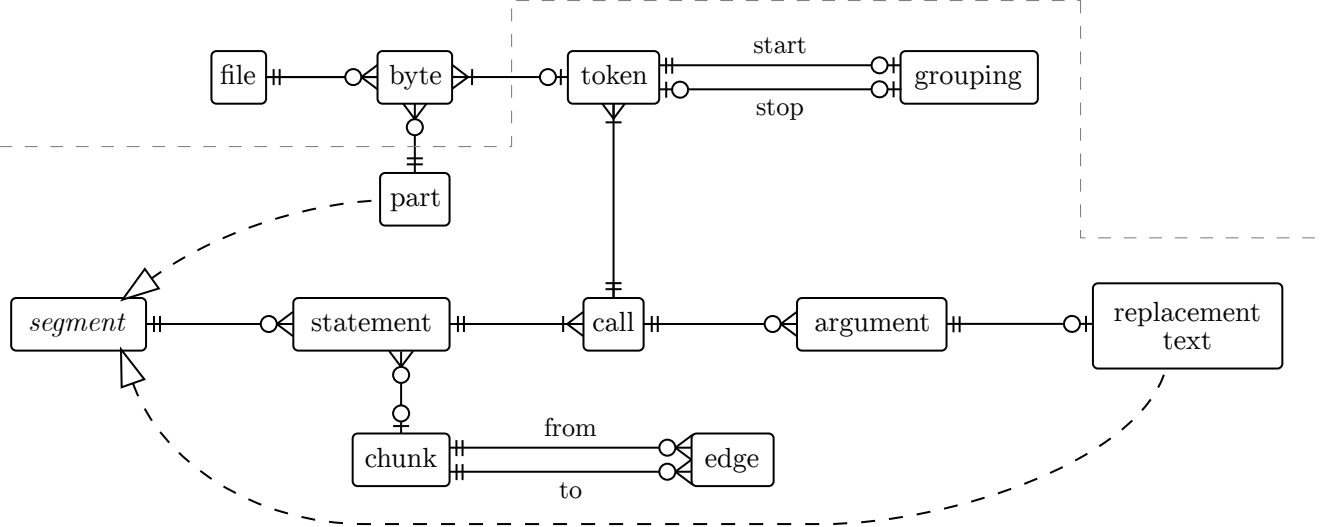 start
file
byte
token
grouping
stop
part
segment
statement
call
argument
replacement
text
from
chunk
edge
to